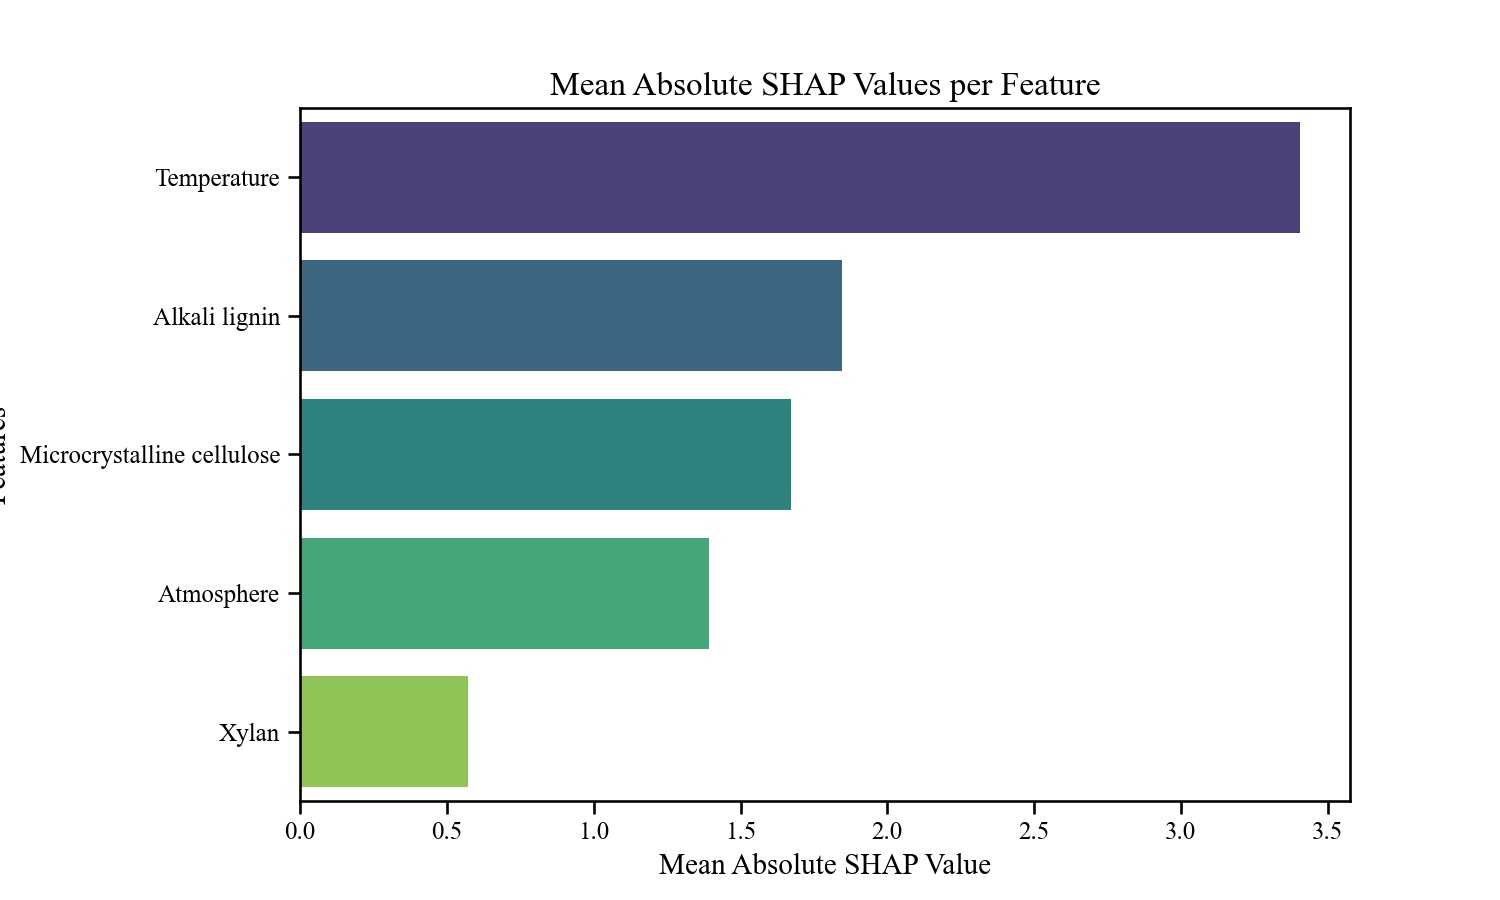 Mean Absolute SHAP Values per Feature
Temperature
Alkali lignin
Microcrystalline cellulose
Atmosphere
Xylan
0.0 0.5 1.0 1.5 2.0 2.5 3.0 3.5
Mean Absolute SHAP Value